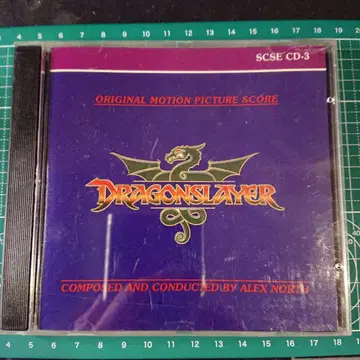 SCSE CD-3
ORIGINAL MOTION PICTURE SCORE
DRAGONSLAYER
COMPOSED AND CONDUCTED BY ALEX NORTH